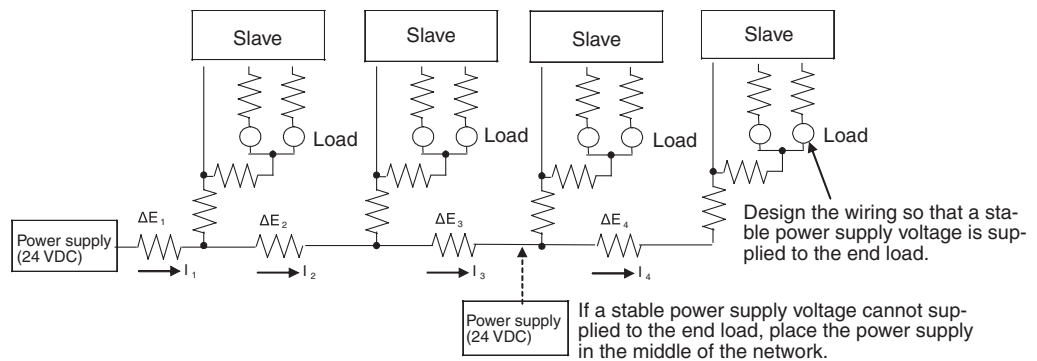 Slave
Slave
Slave
Slave
Load
Load
Load
Load
ΔE₁
ΔE₂
ΔE₃
ΔE₄
Power supply
(24 VDC)
I₁
I₂
I₃
I₄
Design the wiring so that a sta-
ble power supply voltage is sup-
plied to the end load.
Power supply
(24 VDC)
If a stable power supply voltage cannot sup-
plied to the end load, place the power supply
in the middle of the network.